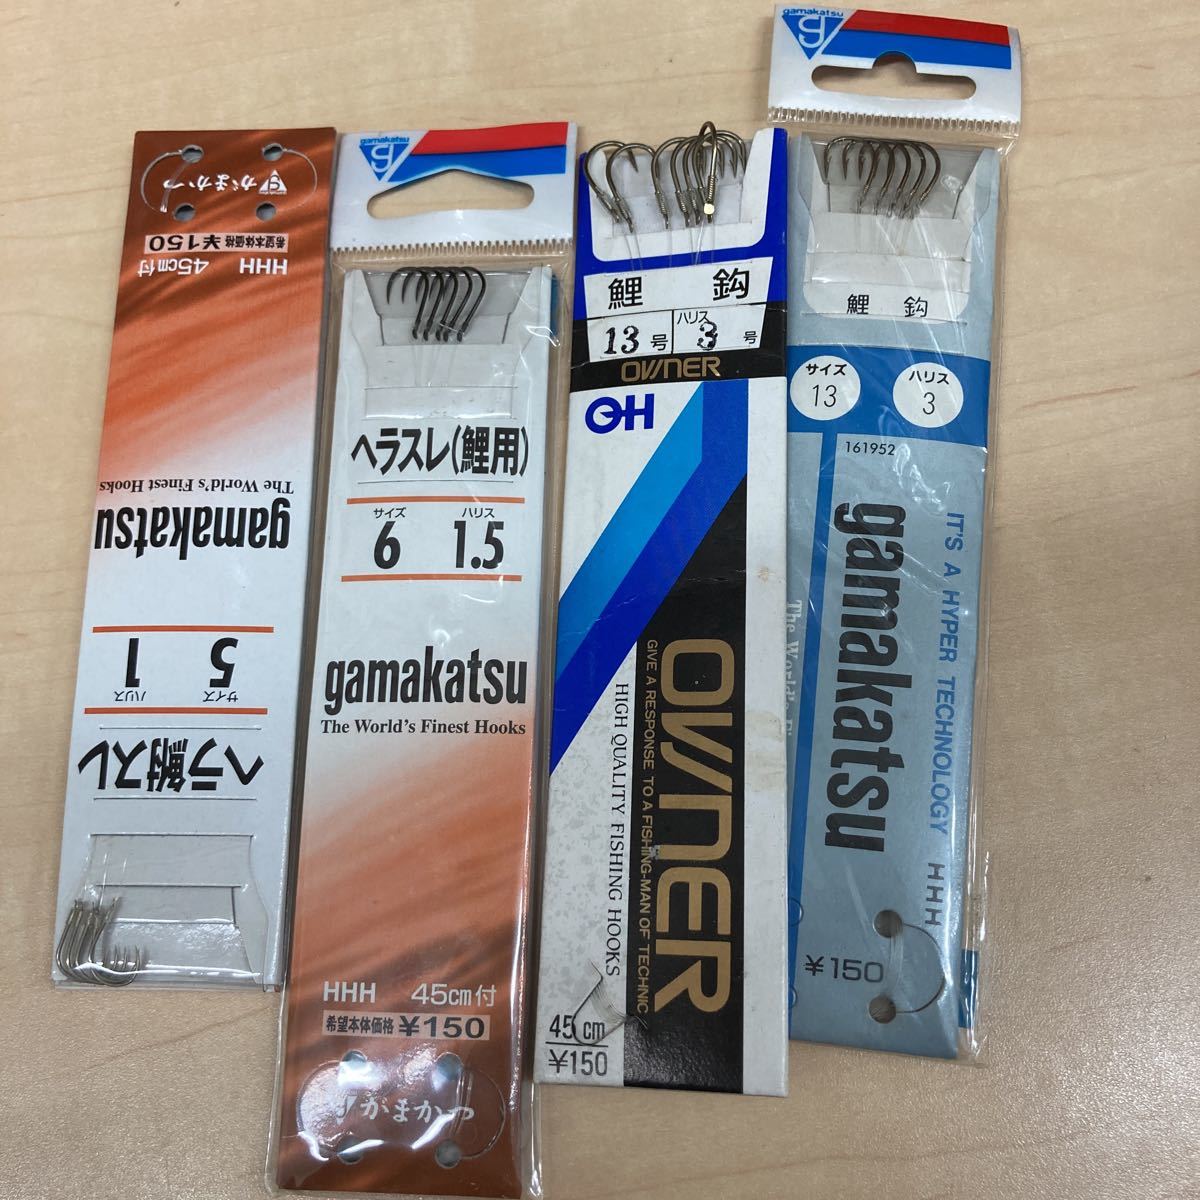 がまかつ
希望本体価格 ¥150
HHH 45cm付
gamakatsu
The World's Finest Hooks
サイズ ハリス
5 1
ヘラ鮒スレ
gamakatsu
ヘラスレ(鯉用)
サイズ ハリス
6 1.5
gamakatsu
The World's Finest Hooks
HHH 45cm付
希望本体価格 ¥150
がまかつ
鯉 鈎
13号 ハリス 3 号
OWNER
OH
OWNER
GIVE A RESPONSE TO A FISHING-MAN OF TECHNIC
HIGH QUALITY FISHING HOOKS
45cm
¥150
gamakatsu
鯉 鈎
サイズ 13
ハリス 3
161952
gamakatsu
IT'S A HYPER TECHNOLOGY HHH
The World's Fi
¥150